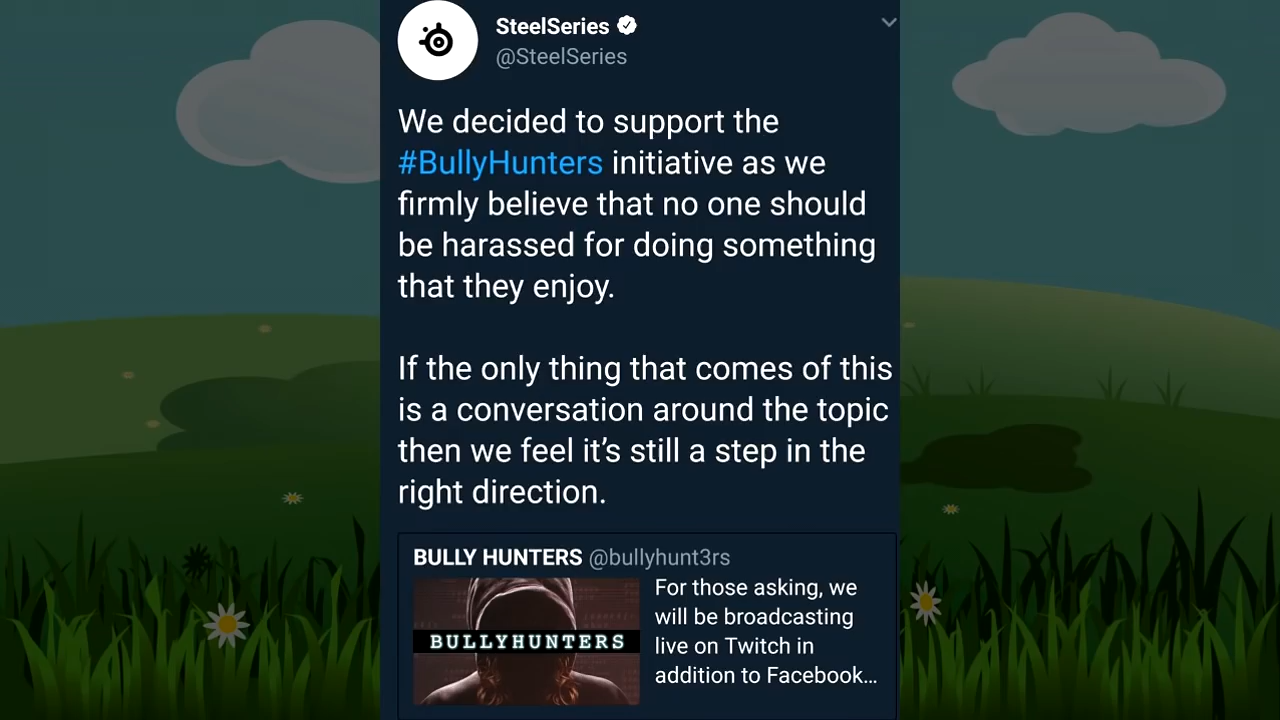 SteelSeries
@SteelSeries
We decided to support the
#BullyHunters initiative as we
firmly believe that no one should
be harassed for doing something
that they enjoy.
If the only thing that comes of this
is a conversation around the topic
then we feel it’s still a step in the
right direction.
BULLY HUNTERS @bullyhunt3rs
BULLYHUNTERS
For those asking, we
will be broadcasting
live on Twitch in
addition to Facebook...